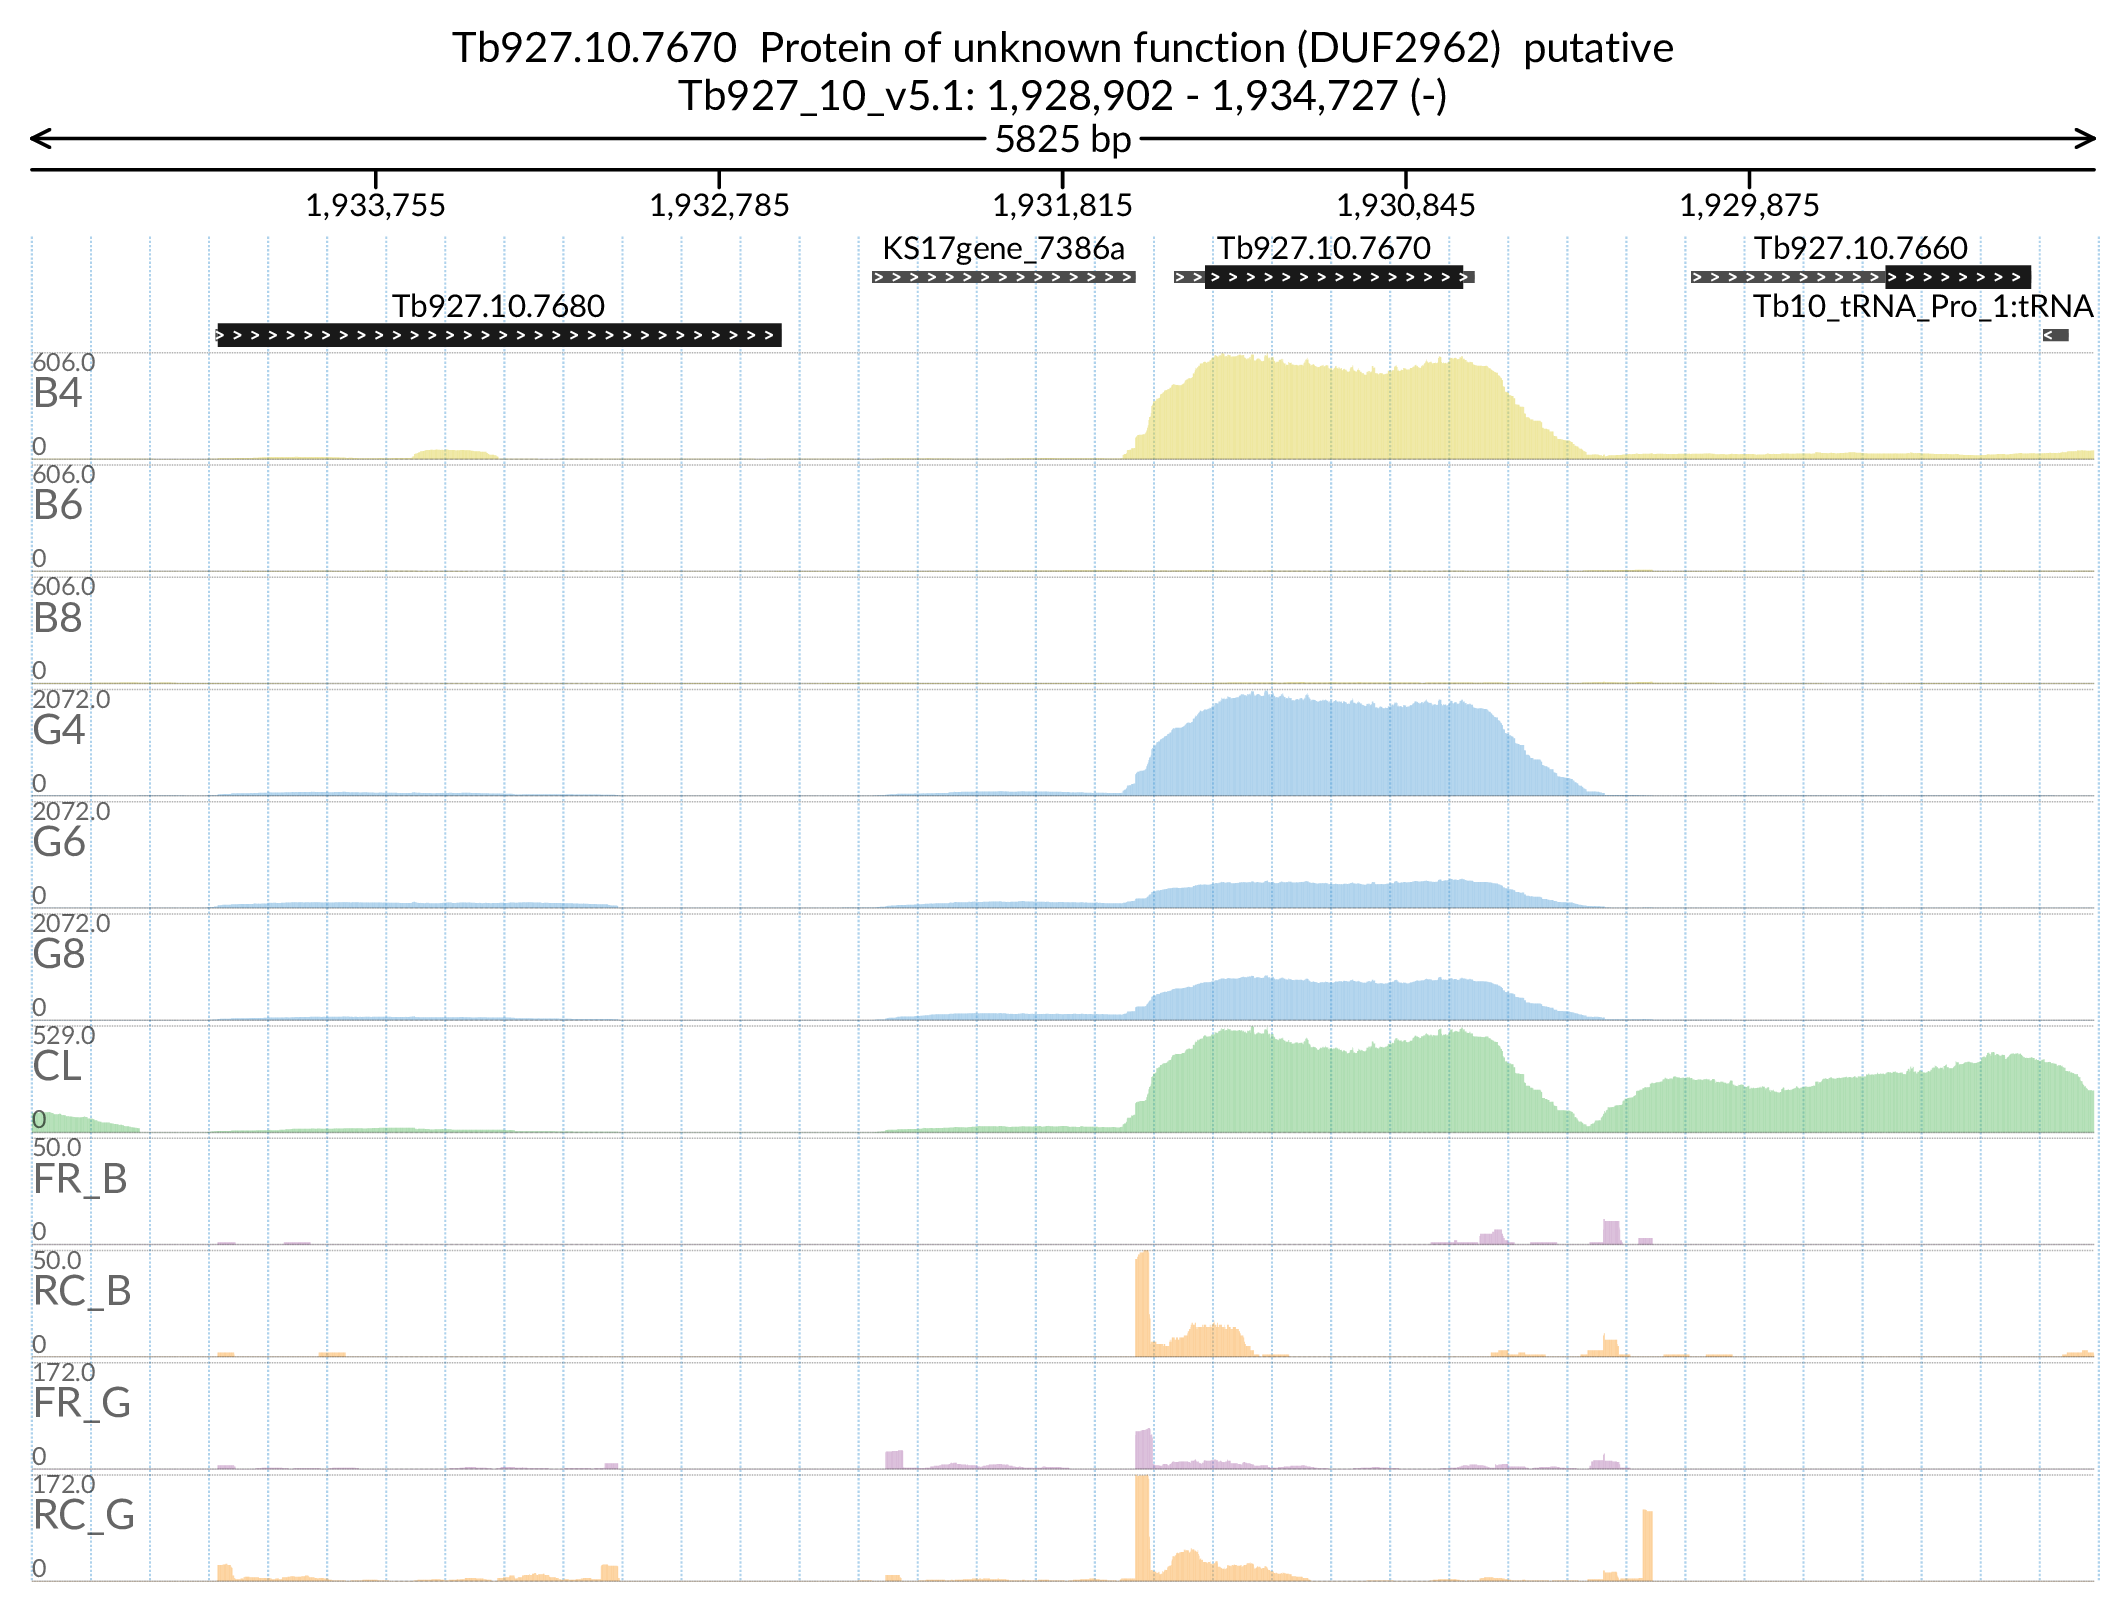 Tb927.10.7670  Protein of unknown function (DUF2962)  putative
Tb927_10_v5.1: 1,928,902 - 1,934,727 (-)
5825 bp
1,933,755 1,932,785 1,931,815 1,930,845 1,929,875
KS17gene_7386a Tb927.10.7670 Tb927.10.7660
Tb927.10.7680 Tb10_tRNA_Pro_1:tRNA
606.0
B4
0
606.0
B6
0
606.0
B8
0
2072.0
G4
0
2072.0
G6
0
2072.0
G8
0
529.0
CL
0
50.0
FR_B
0
50.0
RC_B
0
172.0
FR_G
0
172.0
RC_G
0